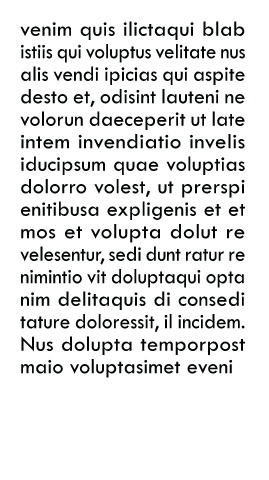 venim quis ilictaqui blab
istiis qui voluptus velitate nus
alis vendi ipicias qui aspite
desto et, odisint lauteni ne
volorun daeceperit ut late
intem invendiatio invelis
iducipsum quae voluptias
dolorro volest, ut prerspi
enitibusa expligenis et et
mos et volupta dolut re
velesentur, sedi dunt ratur re
nimintio vit doluptaqui opta
nim delitaquis di consedi
tature doloressit, il incidem.
Nus dolupta temporpost
maio voluptasimet eveni